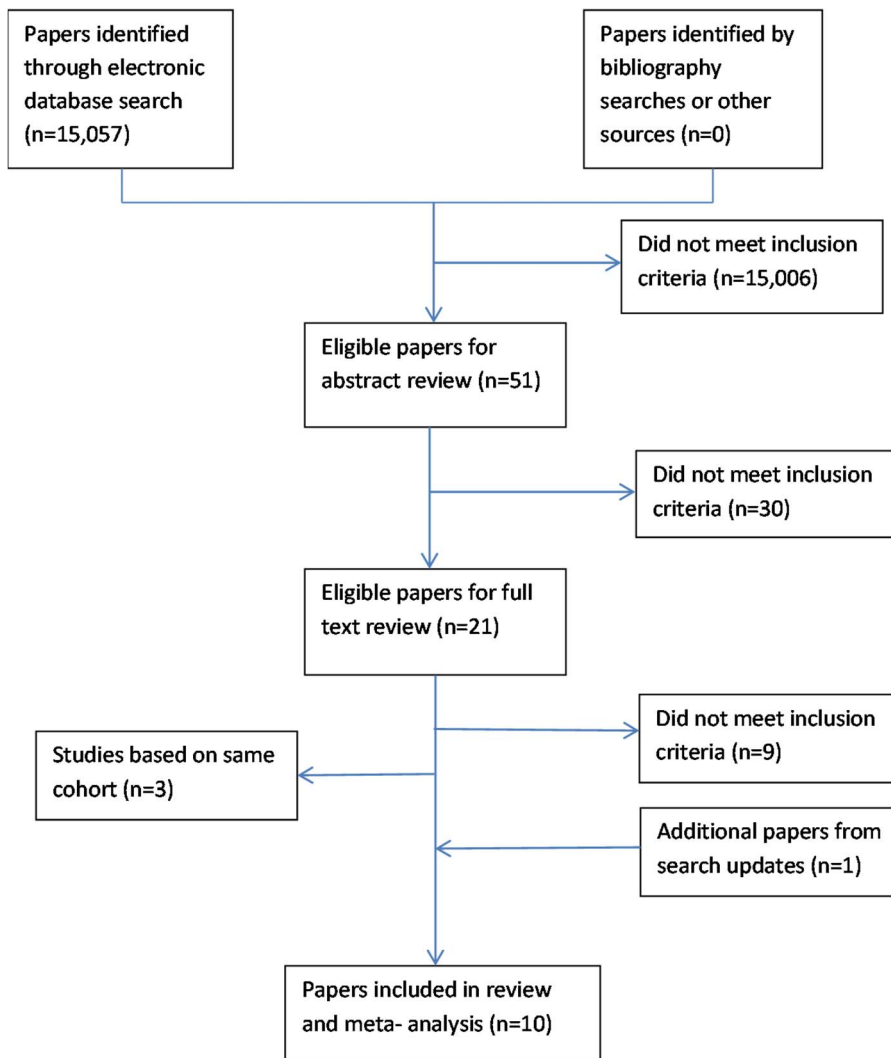 Papers identified
through electronic
database search
(n=15,057)
Papers identified by
bibliography
searches or other
sources (n=0)
Did not meet inclusion
criteria (n=15,006)
Eligible papers for
abstract review (n=51)
Did not meet inclusion
criteria (n=30)
Eligible papers for full
text review (n=21)
Did not meet inclusion
criteria (n=9)
Studies based on same
cohort (n=3)
Additional papers from
search updates (n=1)
Papers included in review
and meta- analysis (n=10)